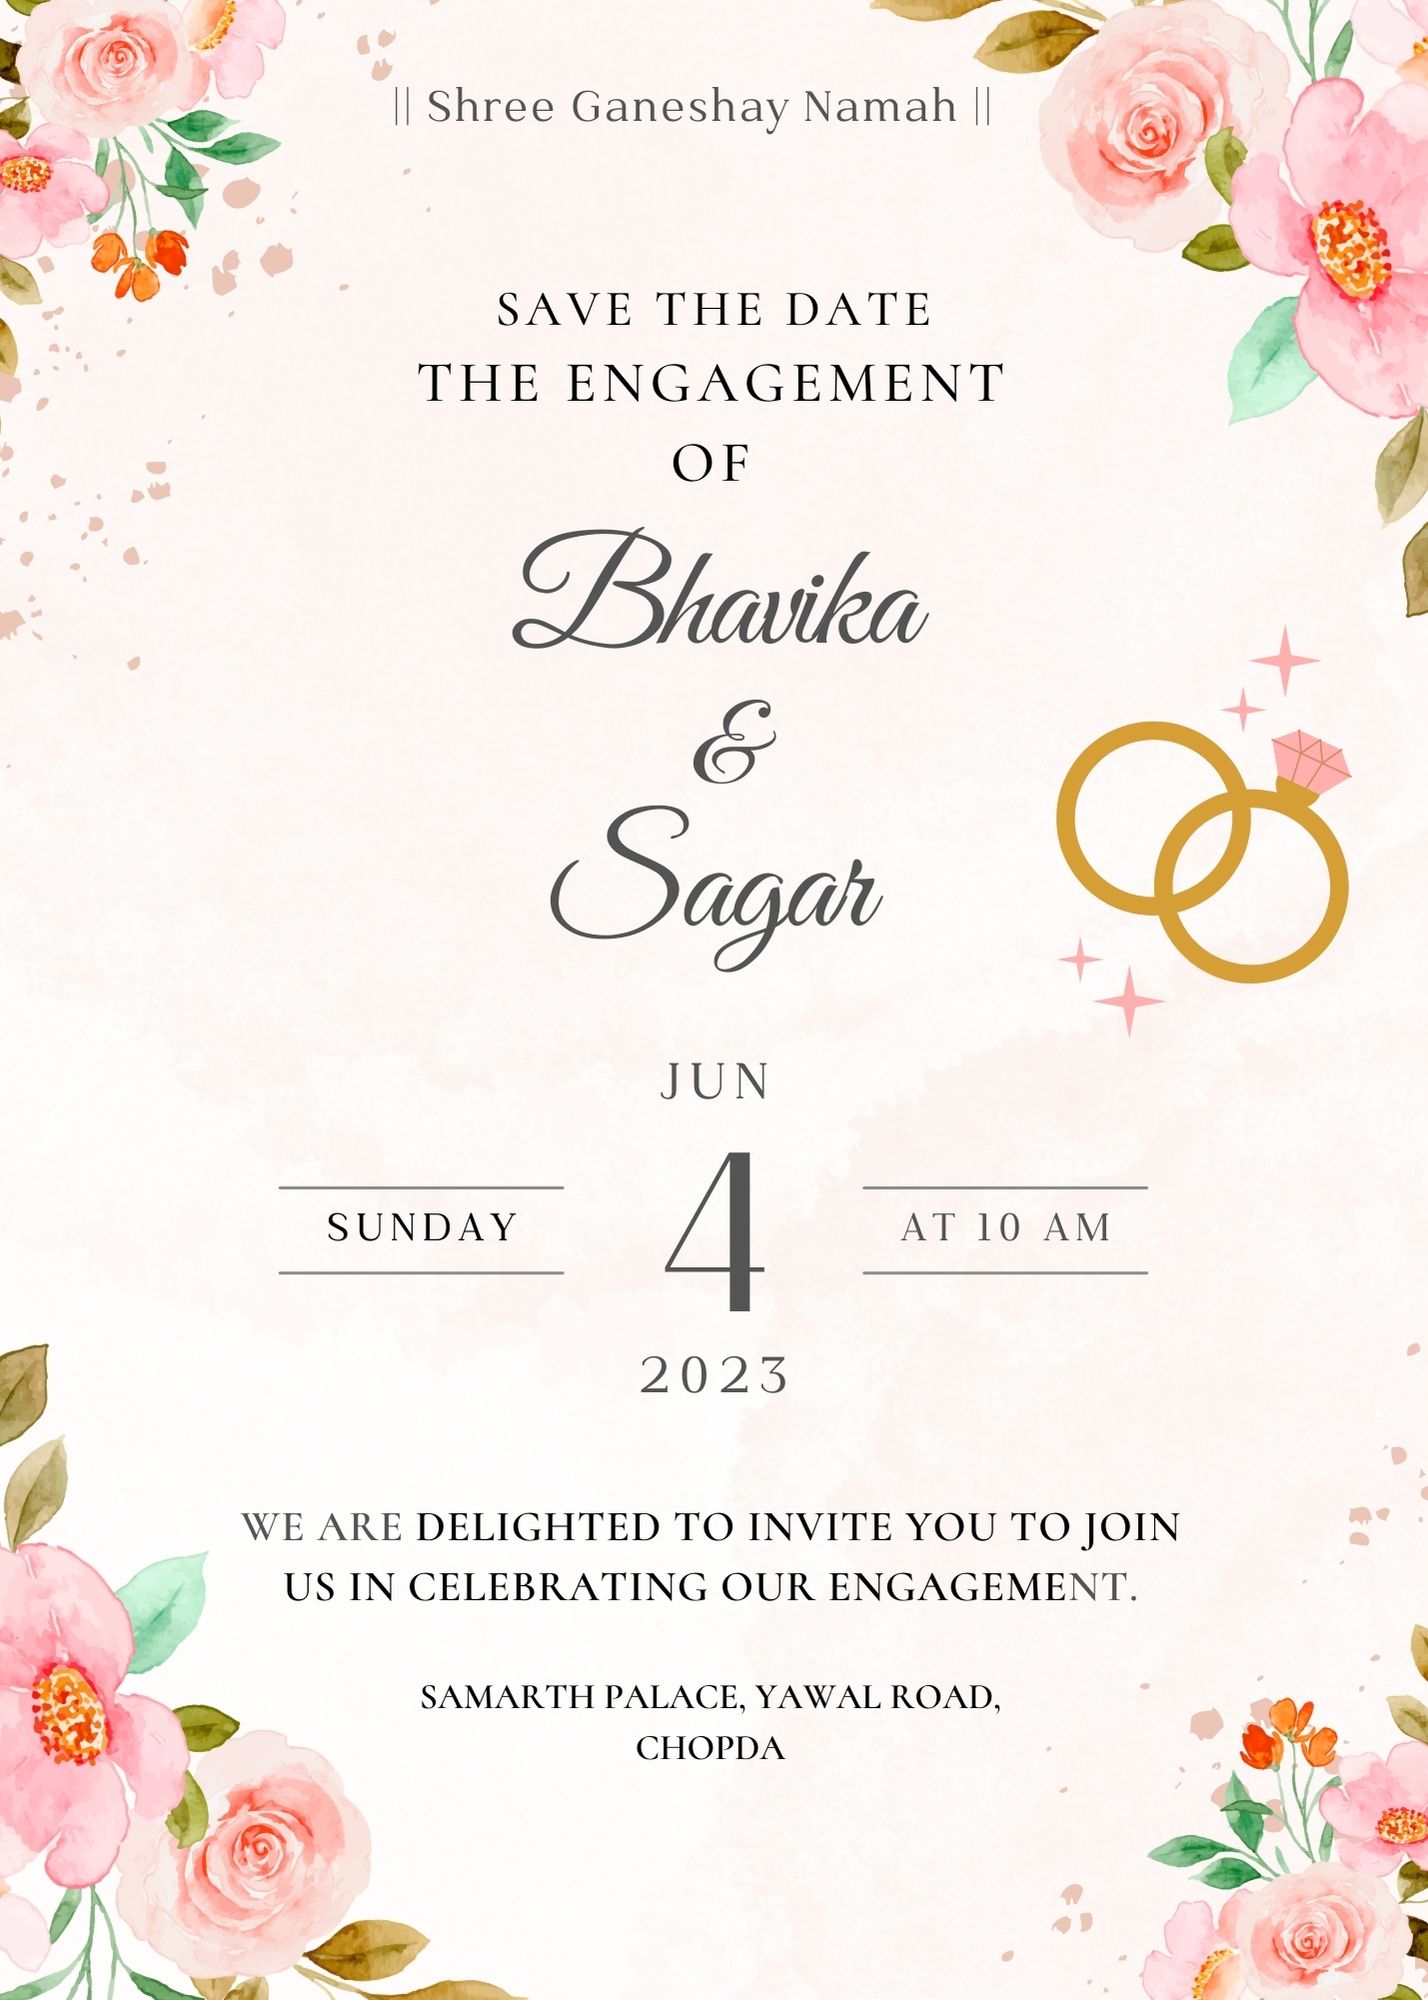 || Shree Ganeshay Namah ||
SAVE THE DATE
THE ENGAGEMENT
OF
Bhavika
&
Sagar
JUN
SUNDAY
4
AT 10 AM
2023
WE ARE DELIGHTED TO INVITE YOU TO JOIN
US IN CELEBRATING OUR ENGAGEMENT.
SAMARTH PALACE, YAWAL ROAD,
CHOPDA